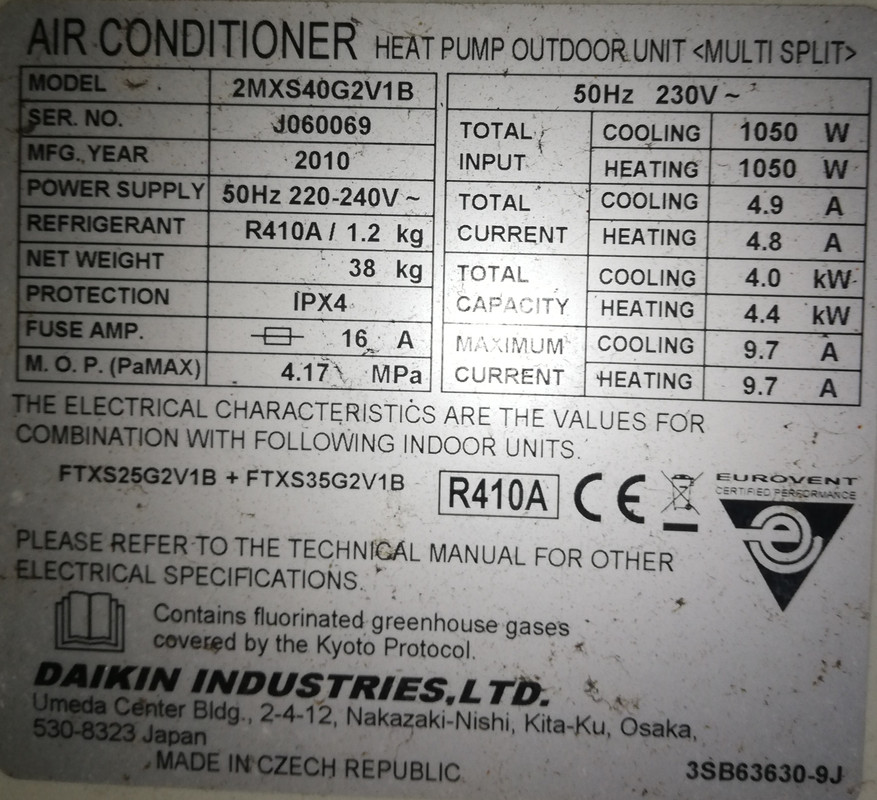 AIR CONDITIONER HEAT PUMP OUTDOOR UNIT <MULTI SPLIT>
MODEL 2MXS40G2V1B
SER. NO. J060069
MFG. YEAR 2010
POWER SUPPLY 50Hz 220-240V ~
REFRIGERANT R410A / 1.2 kg
NET WEIGHT 38 kg
PROTECTION IPX4
FUSE AMP. 16 A
M. O. P. (PaMAX) 4.17 MPa
50Hz 230V ~
TOTAL INPUT COOLING 1050 W
HEATING 1050 W
TOTAL CURRENT COOLING 4.9 A
HEATING 4.8 A
TOTAL CAPACITY COOLING 4.0 kW
HEATING 4.4 kW
MAXIMUM CURRENT COOLING 9.7 A
HEATING 9.7 A
THE ELECTRICAL CHARACTERISTICS ARE THE VALUES FOR
COMBINATION WITH FOLLOWING INDOOR UNITS.
FTXS25G2V1B + FTXS35G2V1B
R410A CE
EUROVENT
CERTIFIED PERFORMANCE
PLEASE REFER TO THE TECHNICAL MANUAL FOR OTHER
ELECTRICAL SPECIFICATIONS.
Contains fluorinated greenhouse gases
covered by the Kyoto Protocol.
DAIKIN INDUSTRIES,LTD.
Umeda Center Bldg., 2-4-12, Nakazaki-Nishi, Kita-Ku, Osaka,
530-8323 Japan
MADE IN CZECH REPUBLIC
3SB63630-9J